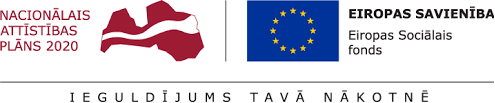 NACIONĀLAIS
ATTĪSTĪBAS
PLĀNS 2020
EIROPAS SAVIENĪBA
Eiropas Sociālais
fonds
IEGULDĪJUMS TAVĀ NĀKOTNĒ